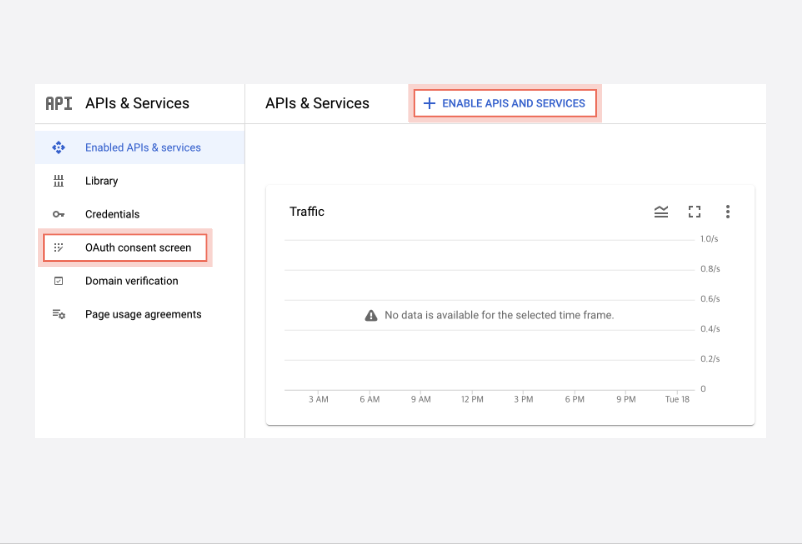 API APIs & Services
APIs & Services
ENABLE APIS AND SERVICES
Enabled APIs & services
Library
Credentials
OAuth consent screen
Domain verification
Page usage agreements
Traffic
1.0/s
0.8/s
0.6/s
No data is available for the selected time frame.
0.4/s
0.2/s
0
3 AM 6 AM 9 AM 12 PM 3 PM 6 PM 9 PM Tue 18